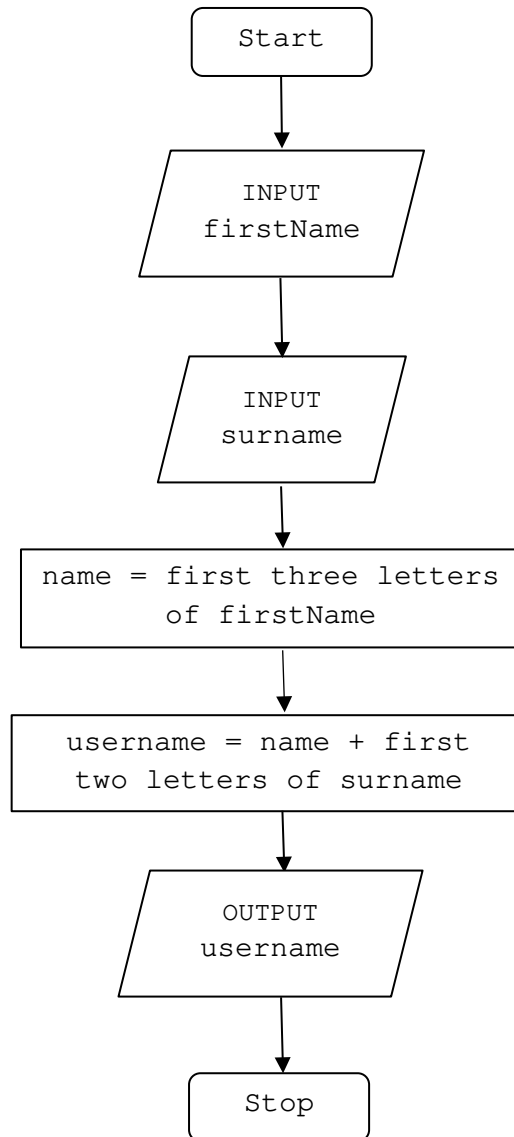 Start
INPUT
firstName
INPUT
surname
name = first three letters
of firstName
username = name + first
two letters of surname
OUTPUT
username
Stop